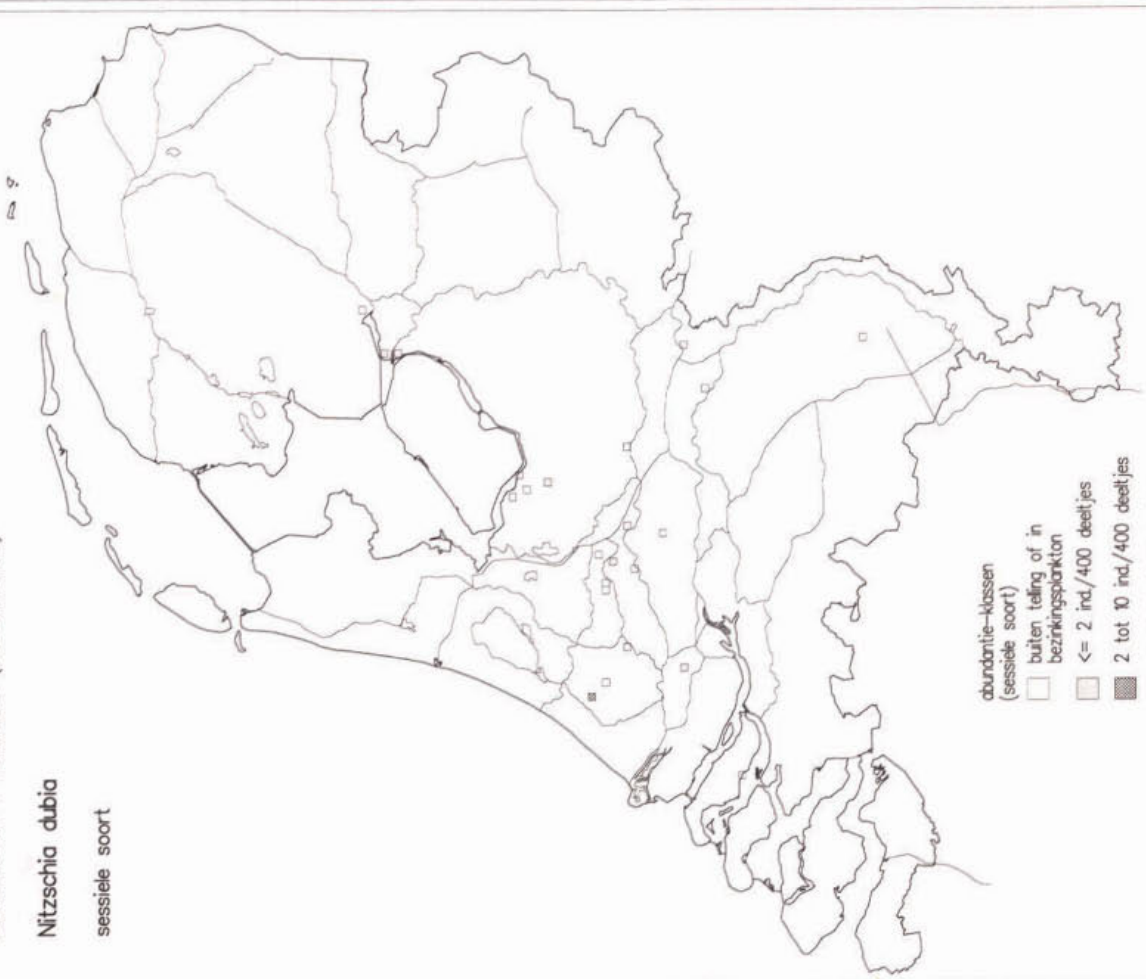 Nitzschia dubia
sessiele soort
abundantie-klassen
(sessiele soort)
buiten telling of in
bezinkingsplankton
<= 2 ind./400 deeltjes
2 tot 10 ind./400 deeltjes